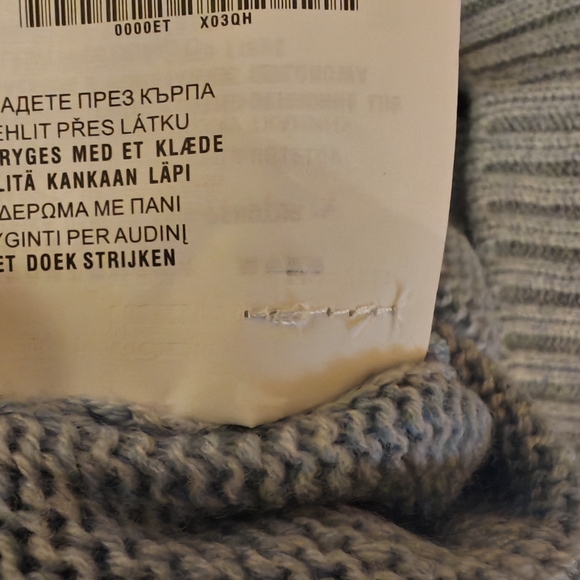 0000ET X03QH
АДЕТЕ ПРЕЗ КЪРПА
EHLIT PŘES LÁTKU
RYGES MED ET KLÆDE
LITÄ KANKAAN LÄPI
ΔΕΡΩΜΑ ΜΕ ΠΑΝΙ
YGINTI PER AUDINĮ
ET DOEK STRIJKEN